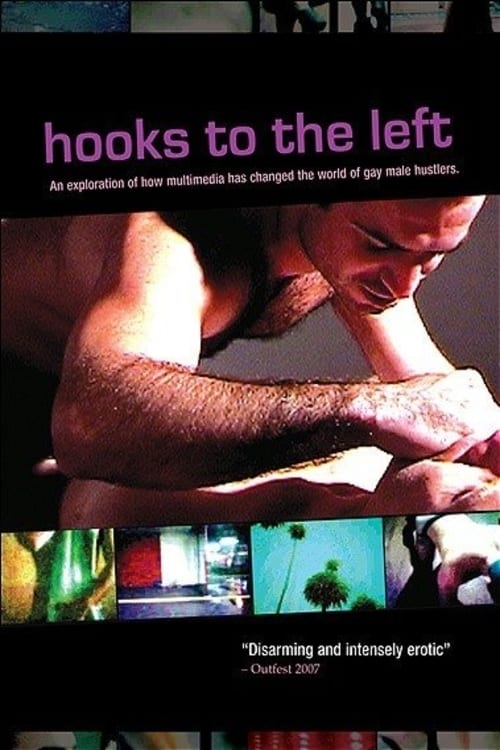 hooks to the left
An exploration of how multimedia has changed the world of gay male hustlers.
“Disarming and intensely erotic”
– Outfest 2007